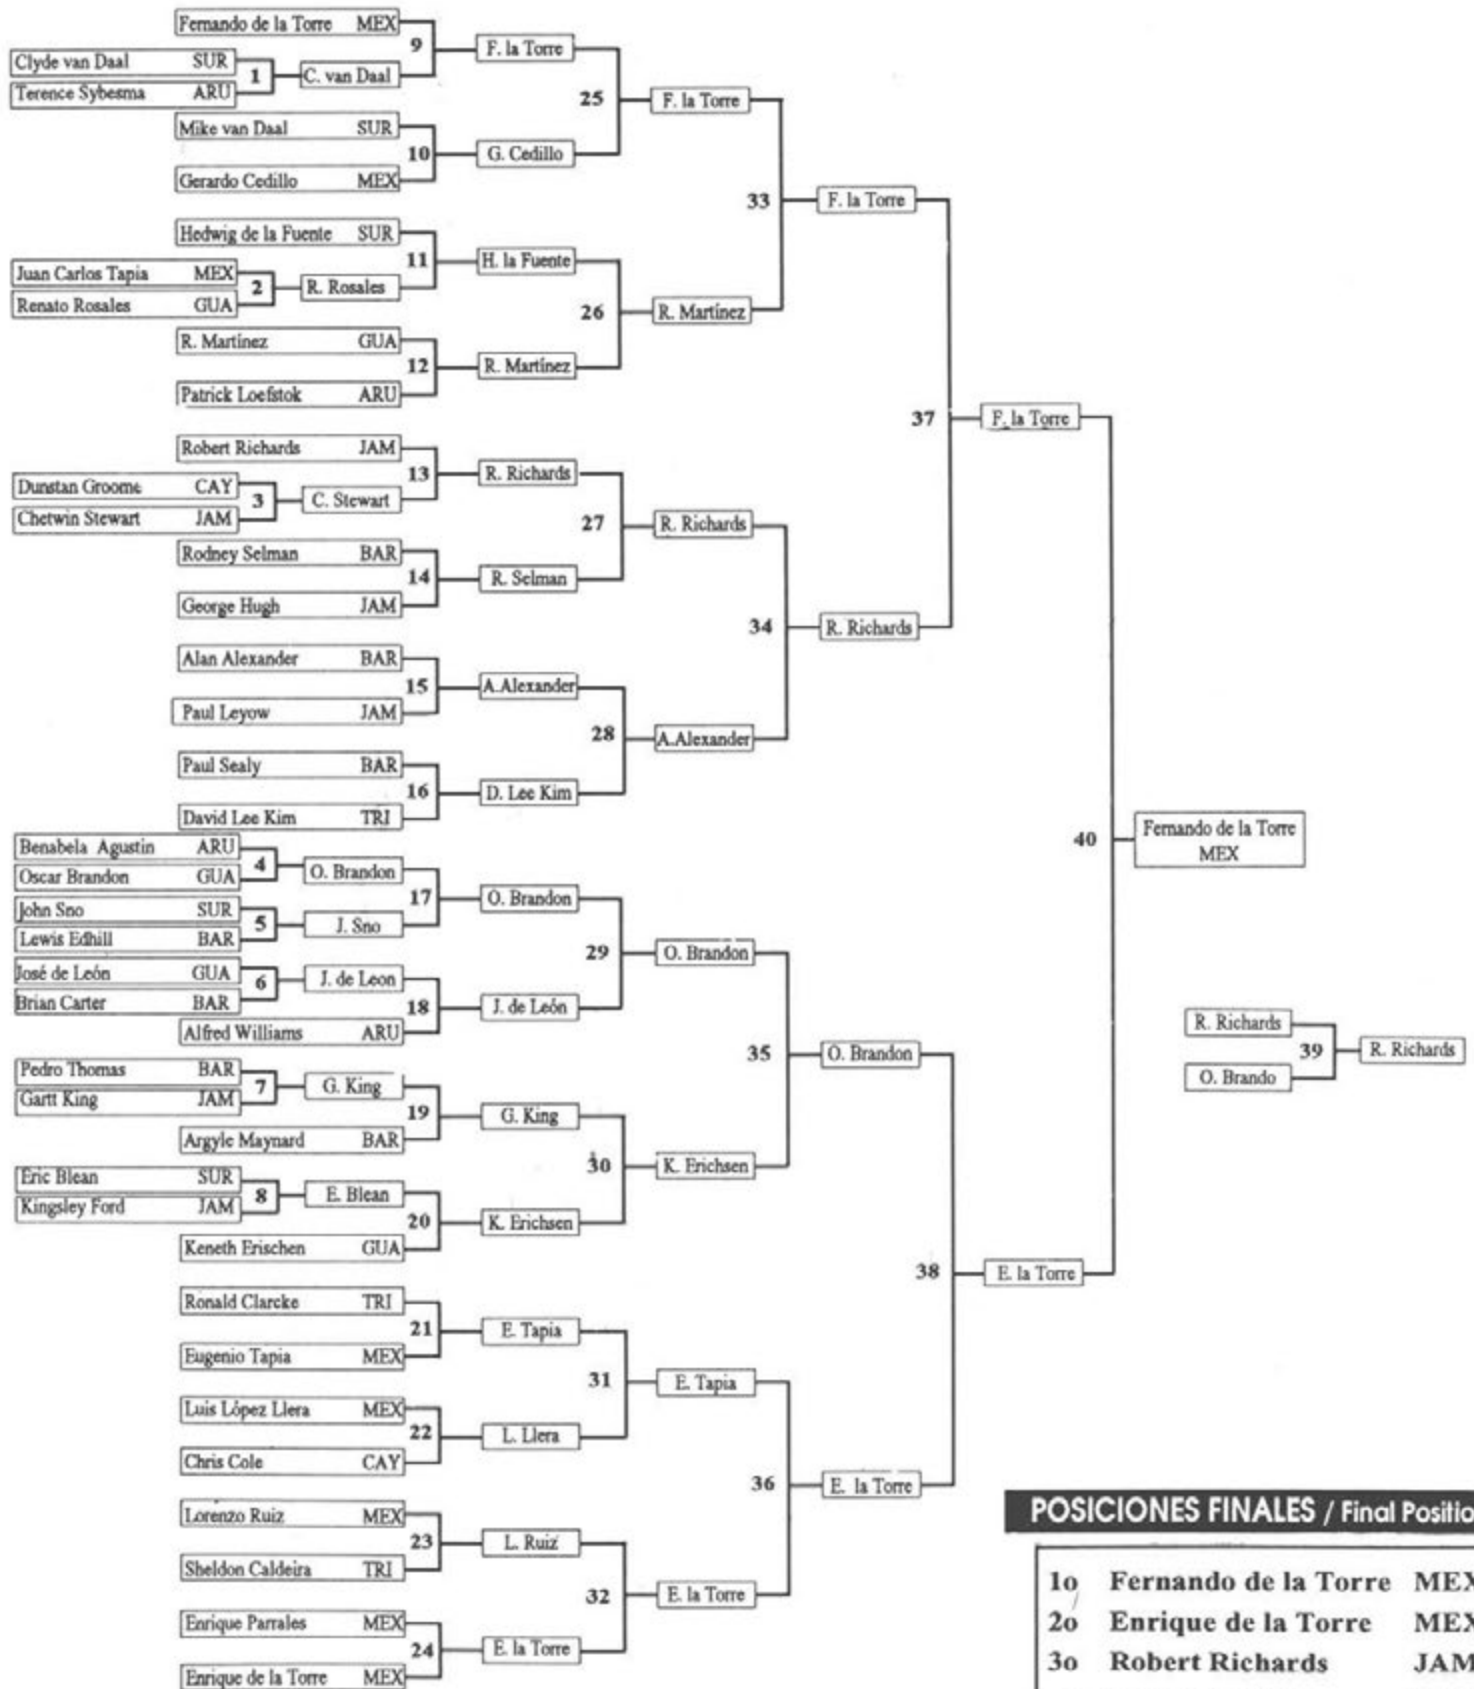 Fernando de la Torre MEX
9
F. la Torre
Clyde van Daal SUR
1
C. van Daal
Terence Sybesma ARU
25
F. la Torre
Mike van Daal SUR
10
G. Cedillo
Gerardo Cedillo MEX
33
F. la Torre
Hedwig de la Fuente SUR
11
H. la Fuente
Juan Carlos Tapia MEX
2
R. Rosales
Renato Rosales GUA
26
R. Martínez
R. Martínez GUA
12
R. Martínez
Patrick Loefstok ARU
37
F. la Torre
Robert Richards JAM
13
R. Richards
Dunstan Groome CAY
3
C. Stewart
Chetwin Stewart JAM
27
R. Richards
Rodney Selman BAR
14
R. Selman
George Hugh JAM
34
R. Richards
Alan Alexander BAR
15
A.Alexander
Paul Leyow JAM
28
A.Alexander
Paul Sealy BAR
16
D. Lee Kim
David Lee Kim TRI
40
Fernando de la Torre
MEX
Benabela Agustin ARU
4
O. Brandon
Oscar Brandon GUA
17
O. Brandon
John Sno SUR
5
J. Sno
Lewis Edhill BAR
29
O. Brandon
José de León GUA
6
J. de Leon
Brian Carter BAR
18
J. de León
Alfred Williams ARU
35
O. Brandon
R. Richards
39
R. Richards
O. Brando
Pedro Thomas BAR
7
G. King
Gartt King JAM
19
G. King
Argyle Maynard BAR
30
K. Erichsen
Eric Blean SUR
8
E. Blean
Kingsley Ford JAM
20
K. Erichsen
Keneth Erischen GUA
38
E. la Torre
Ronald Clarcke TRI
21
E. Tapia
Eugenio Tapia MEX
31
E. Tapia
Luis López Llera MEX
22
L. Llera
Chris Cole CAY
36
E. la Torre
Lorenzo Ruiz MEX
23
L. Ruiz
Sheldon Caldeira TRI
32
E. la Torre
Enrique Parrales MEX
24
E. la Torre
Enrique de la Torre MEX
POSICIONES FINALES / Final Positio
1o Fernando de la Torre MEX
2o Enrique de la Torre MEX
3o Robert Richards JAM